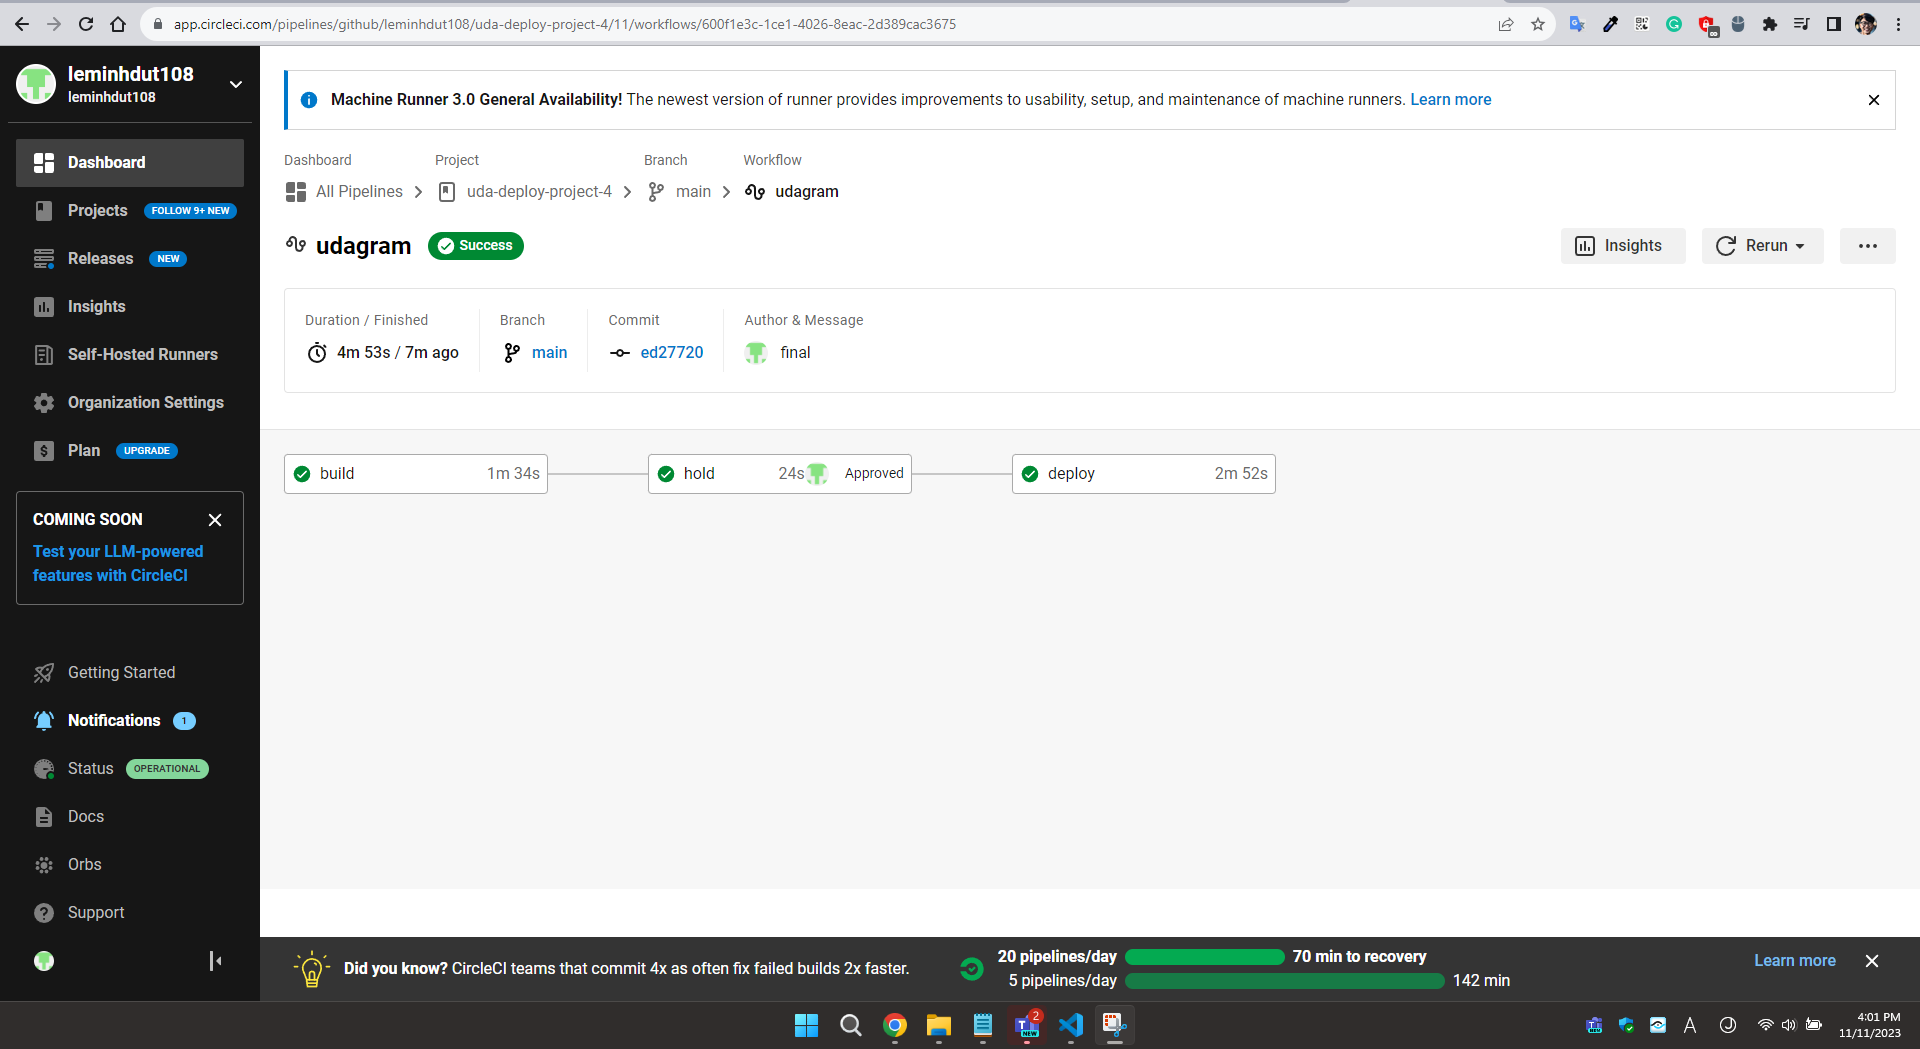 app.circleci.com/pipelines/github/leminhdut108/uda-deploy-project-4/11/workflows/600f1e3c-1ce1-4026-8eac-2d389cac3675
leminhdut108
leminhdut108
Dashboard
Projects FOLLOW 9+ NEW
Releases NEW
Insights
Self-Hosted Runners
Organization Settings
Plan UPGRADE
COMING SOON
Test your LLM-powered
features with CircleCI
Getting Started
Notifications 1
Status OPERATIONAL
Docs
Orbs
Support
Machine Runner 3.0 General Availability! The newest version of runner provides improvements to usability, setup, and maintenance of machine runners. Learn more
Dashboard Project Branch Workflow
All Pipelines uda-deploy-project-4 main udagram
udagram Success Insights Rerun
Duration / Finished Branch Commit Author & Message
4m 53s / 7m ago main ed27720 final
build 1m 34s hold 24s Approved deploy 2m 52s
Did you know? CircleCI teams that commit 4x as often fix failed builds 2x faster.
20 pipelines/day 70 min to recovery
5 pipelines/day 142 min
Learn more
2
NEW
4:01 PM
11/11/2023